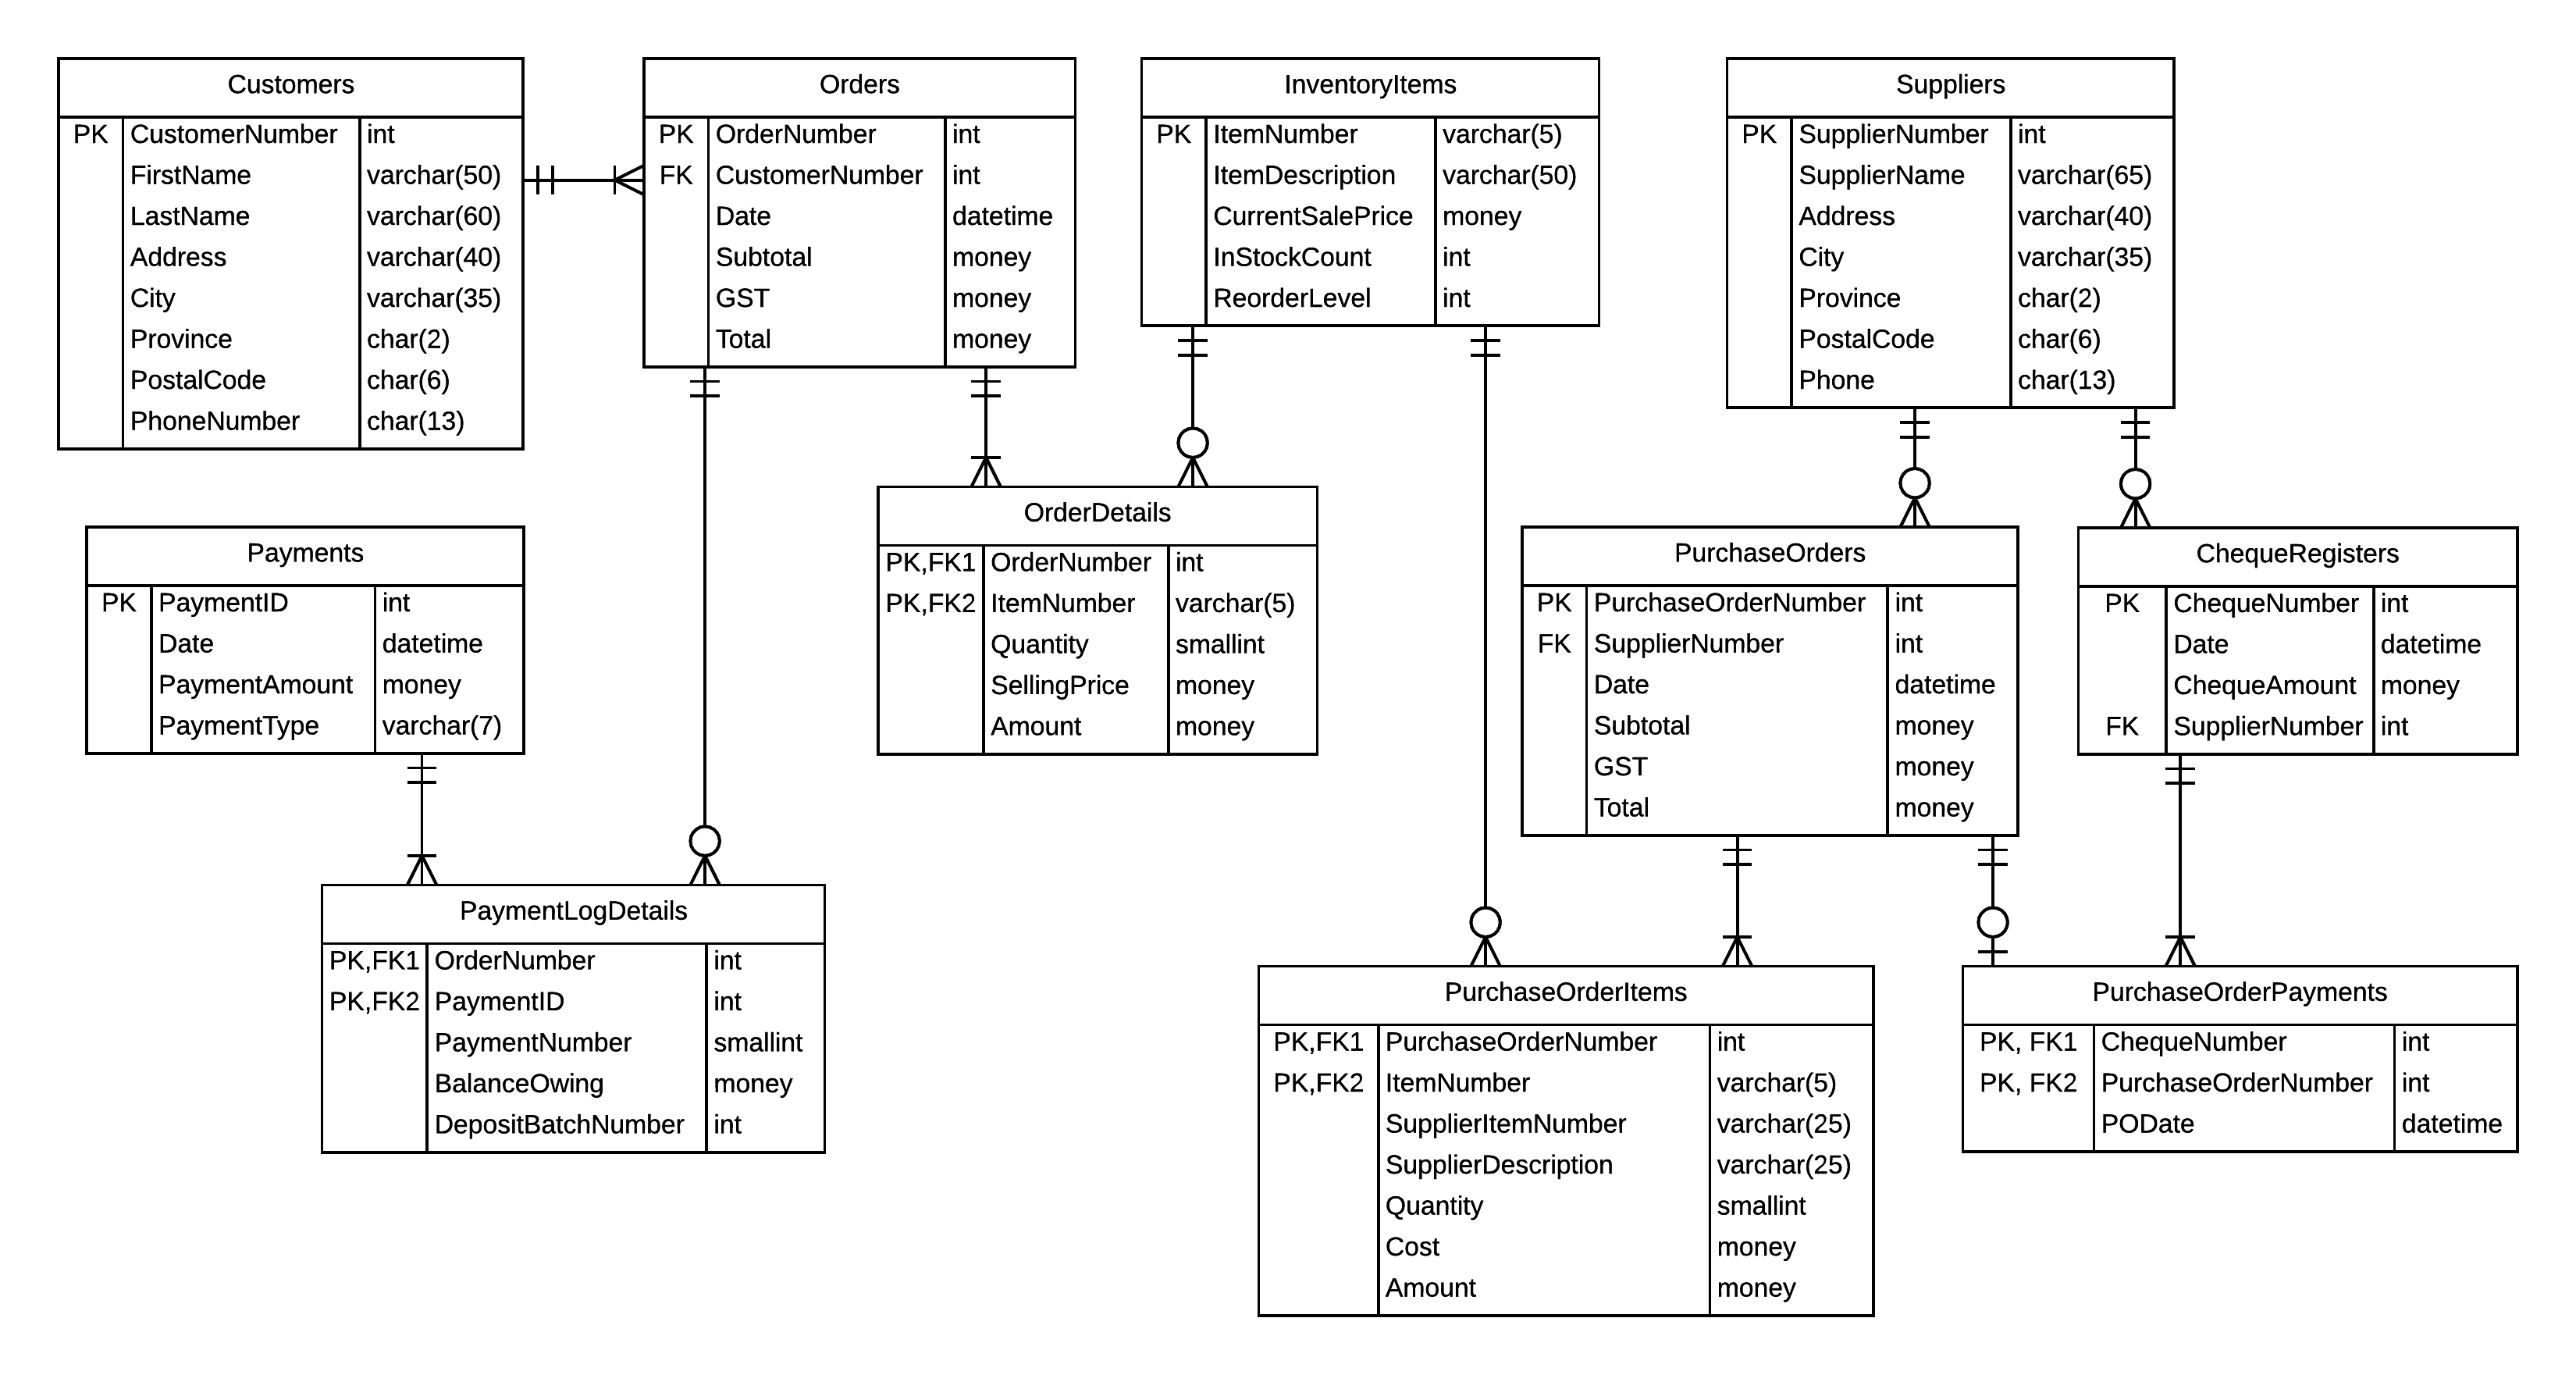 Customers
PK CustomerNumber int
FirstName varchar(50)
LastName varchar(60)
Address varchar(40)
City varchar(35)
Province char(2)
PostalCode char(6)
PhoneNumber char(13)
Orders
PK OrderNumber int
FK CustomerNumber int
Date datetime
Subtotal money
GST money
Total money
InventoryItems
PK ItemNumber varchar(5)
ItemDescription varchar(50)
CurrentSalePrice money
InStockCount int
ReorderLevel int
Suppliers
PK SupplierNumber int
SupplierName varchar(65)
Address varchar(40)
City varchar(35)
Province char(2)
PostalCode char(6)
Phone char(13)
Payments
PK PaymentID int
Date datetime
PaymentAmount money
PaymentType varchar(7)
OrderDetails
PK,FK1 OrderNumber int
PK,FK2 ItemNumber varchar(5)
Quantity smallint
SellingPrice money
Amount money
PurchaseOrders
PK PurchaseOrderNumber int
FK SupplierNumber int
Date datetime
Subtotal money
GST money
Total money
ChequeRegisters
PK ChequeNumber int
Date datetime
ChequeAmount money
FK SupplierNumber int
PaymentLogDetails
PK,FK1 OrderNumber int
PK,FK2 PaymentID int
PaymentNumber smallint
BalanceOwing money
DepositBatchNumber int
PurchaseOrderItems
PK,FK1 PurchaseOrderNumber int
PK,FK2 ItemNumber varchar(5)
SupplierItemNumber varchar(25)
SupplierDescription varchar(25)
Quantity smallint
Cost money
Amount money
PurchaseOrderPayments
PK, FK1 ChequeNumber int
PK, FK2 PurchaseOrderNumber int
PODate datetime